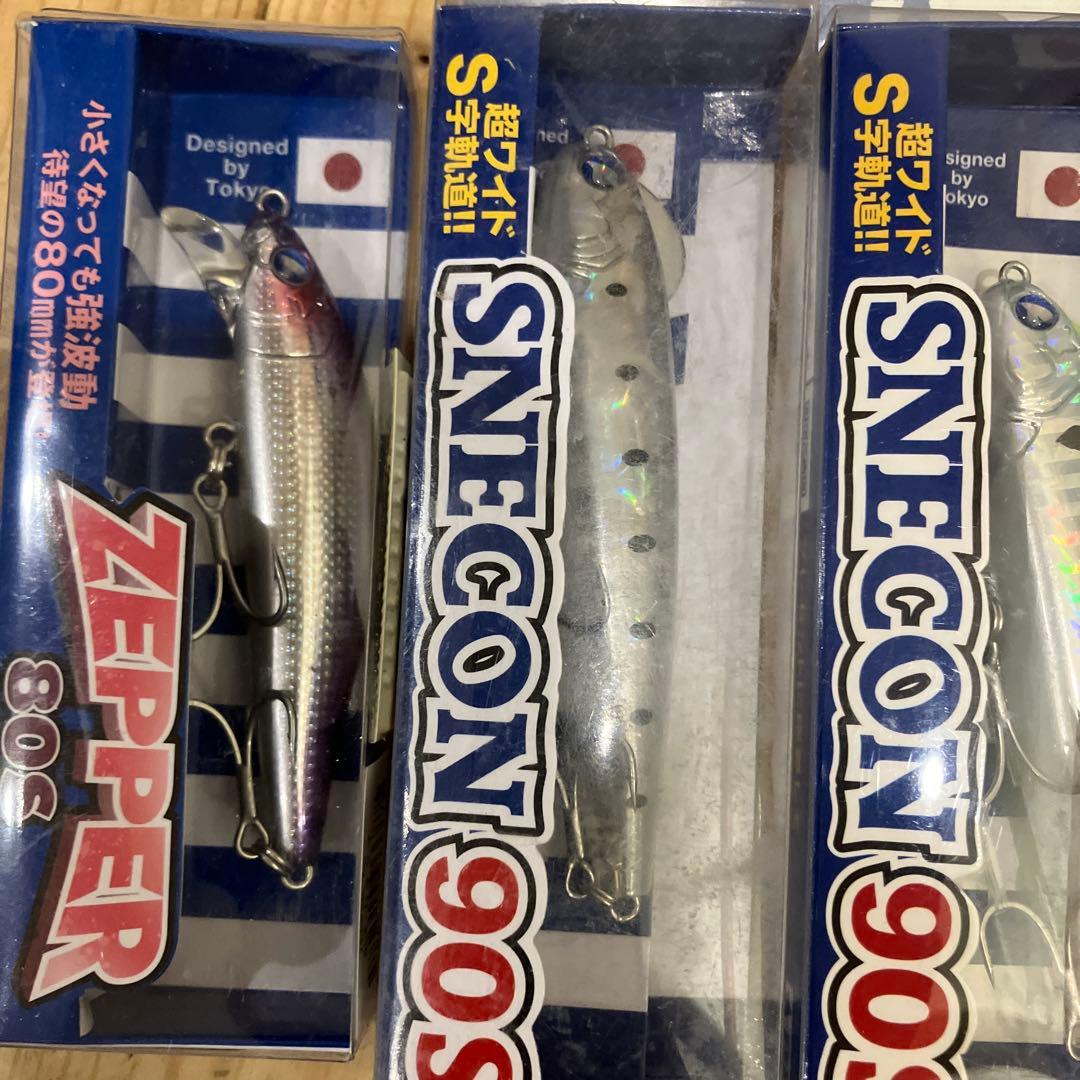 小さくなっても強波動
待望の80mmが登
Designed
by
Tokyo
ZEPPER
80S
超ワイド
S字軌道!!
SNECON
90S
超ワイド
S字軌道!!
signed
by
okyo
SNECON
90S